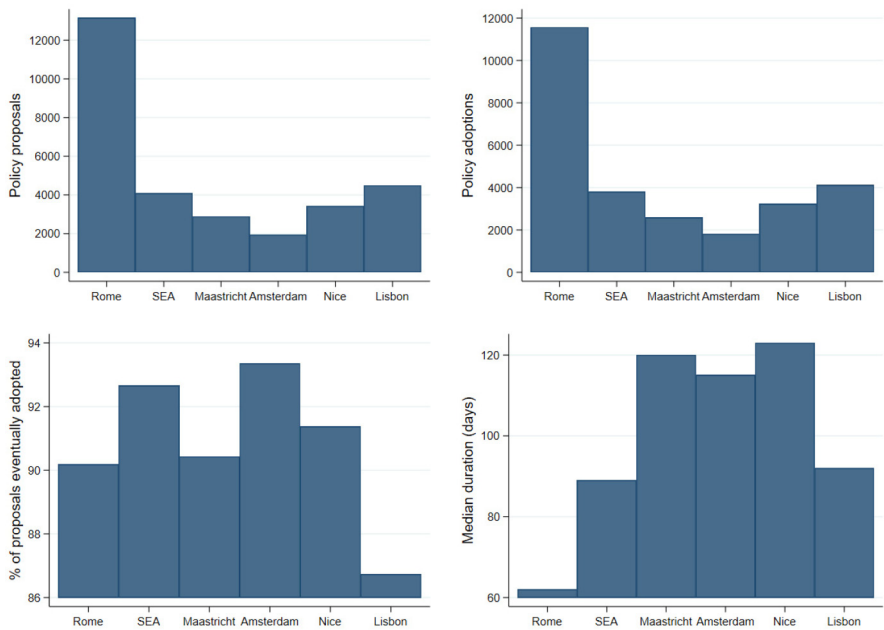 Policy proposals
12000
10000
8000
6000
4000
2000
0
Rome SEA Maastricht Amsterdam Nice Lisbon
Policy adoptions
12000
10000
8000
6000
4000
2000
0
Rome SEA Maastricht Amsterdam Nice Lisbon
% of proposals eventually adopted
94
92
90
88
86
Rome SEA Maastricht Amsterdam Nice Lisbon
Median duration (days)
120
100
80
60
Rome SEA Maastricht Amsterdam Nice Lisbon